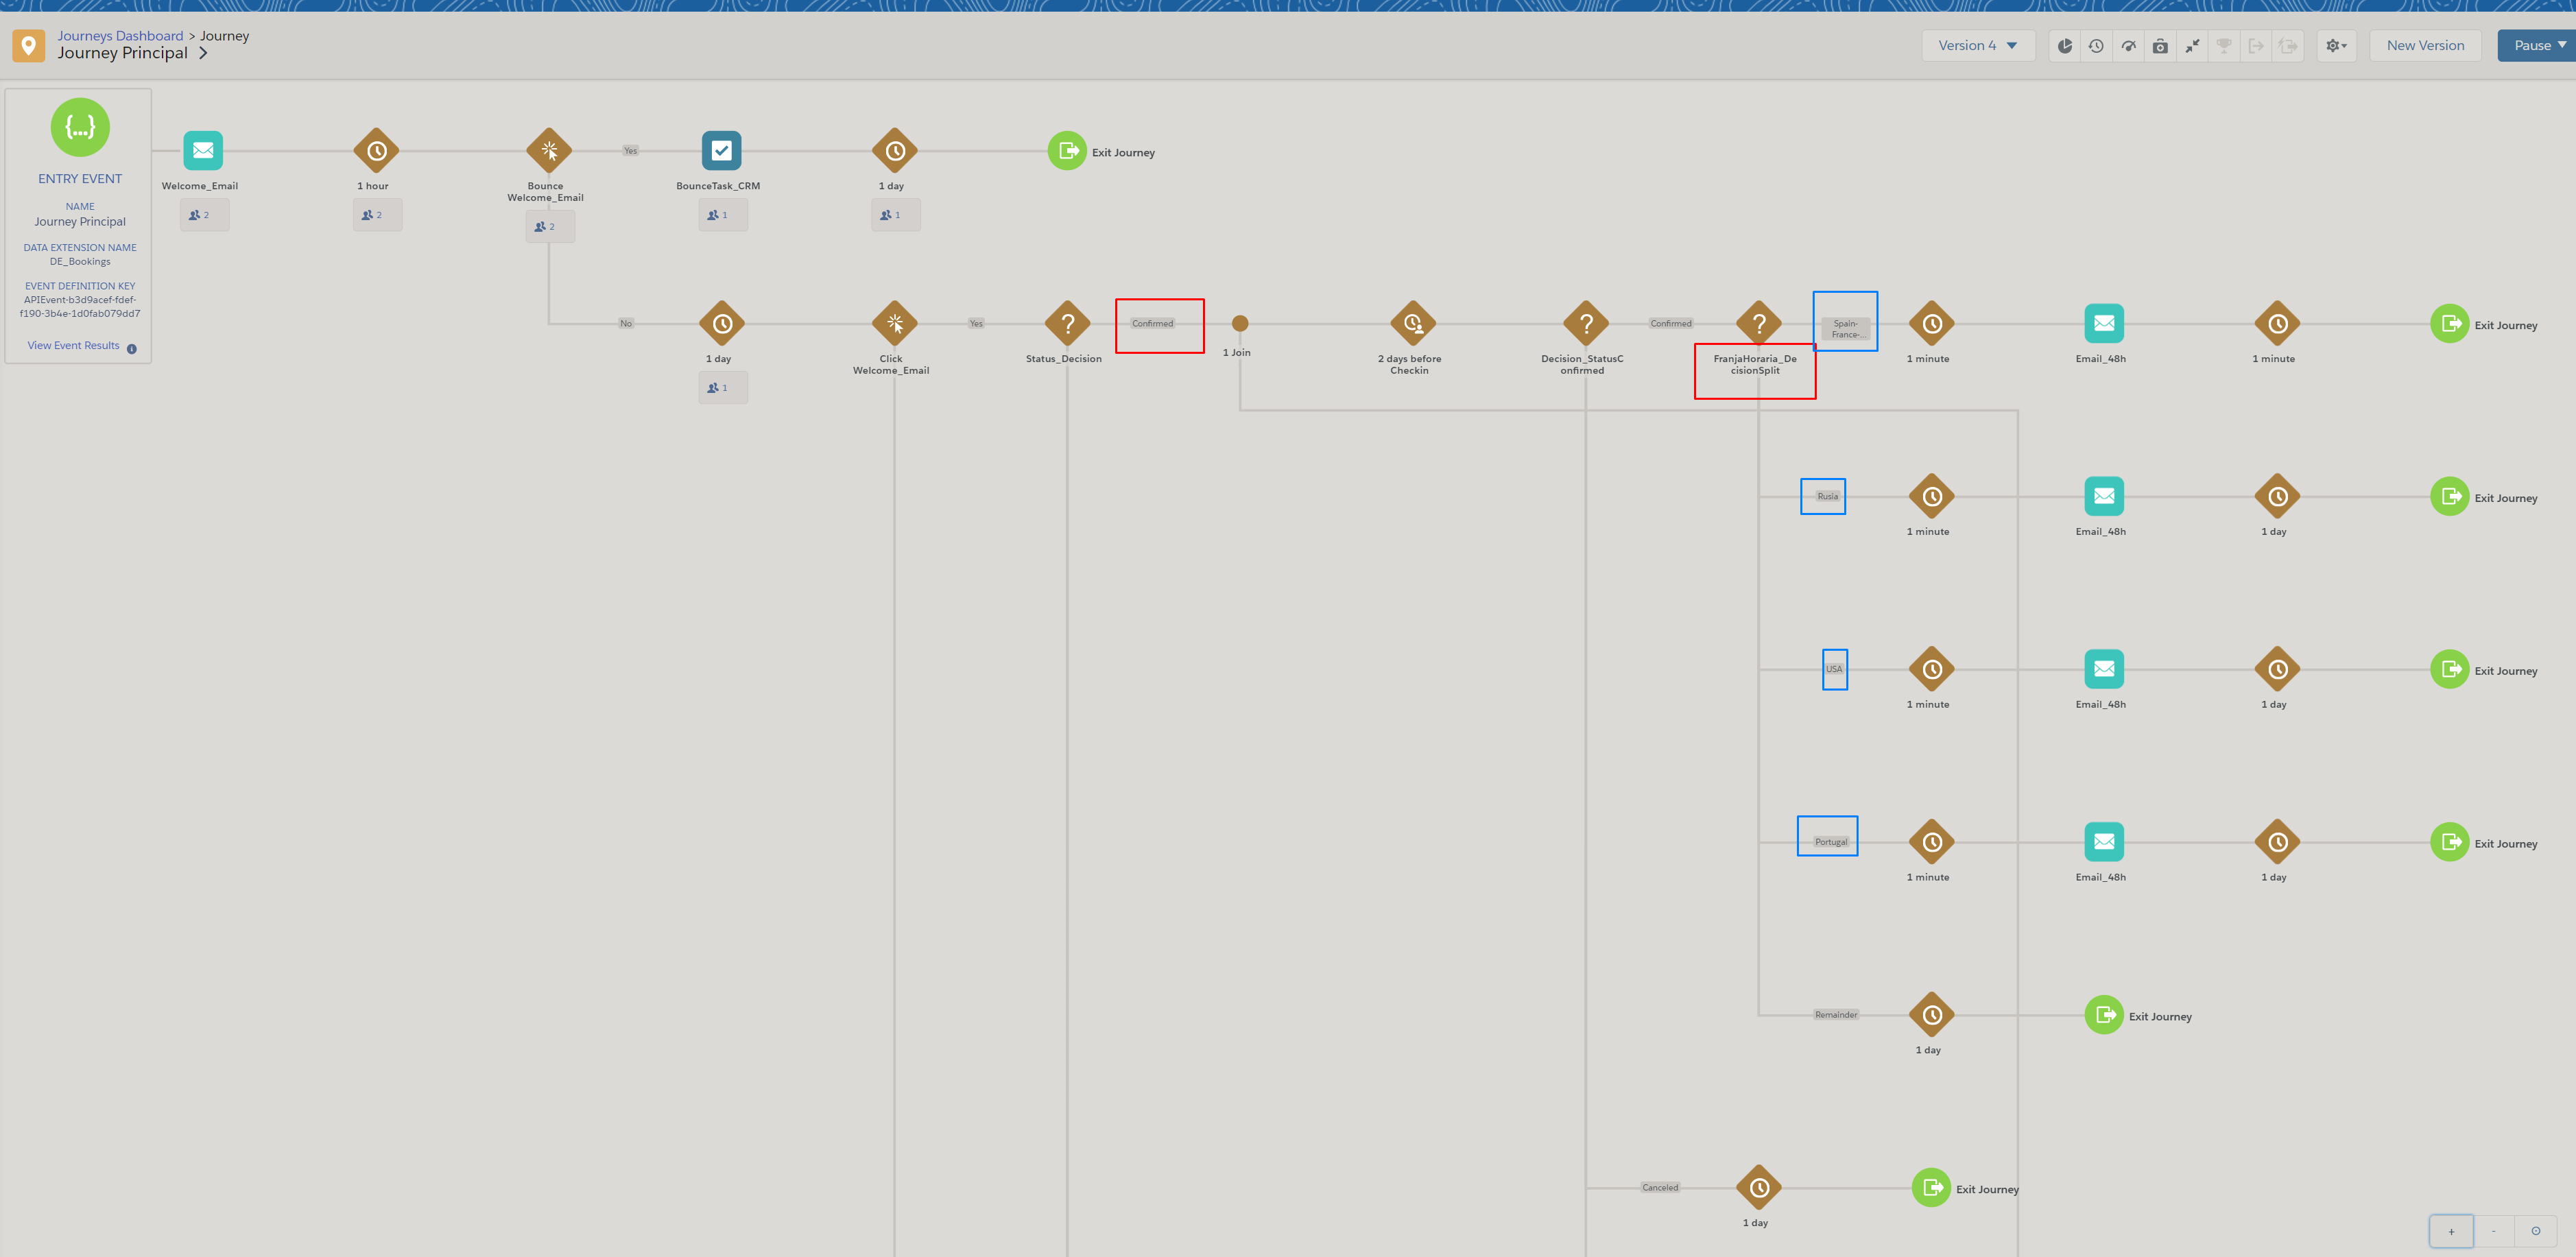 Journeys Dashboard > Journey
Journey Principal
Version 4
New Version
Pause
{...}
ENTRY EVENT
NAME
Journey Principal
DATA EXTENSION NAME
DE_Bookings
EVENT DEFINITION KEY
APIEvent-b3d9acef-fdef-
f190-3b4e-1d0fab079dd7
View Event Results
Welcome_Email
2
1 hour
2
Bounce
Welcome_Email
2
Yes
BounceTask_CRM
1
1 day
1
Exit Journey
No
1 day
1
Click
Welcome_Email
Yes
Status_Decision
Confirmed
1 Join
2 days before
Checkin
Decision_StatusC
onfirmed
Confirmed
FranjaHoraria_De
cisionSplit
Spain-
France-...
1 minute
Email_48h
1 minute
Exit Journey
Rusia
1 minute
Email_48h
1 day
Exit Journey
USA
1 minute
Email_48h
1 day
Exit Journey
Portugal
1 minute
Email_48h
1 day
Exit Journey
Remainder
1 day
Exit Journey
Canceled
1 day
Exit Journey
+
-